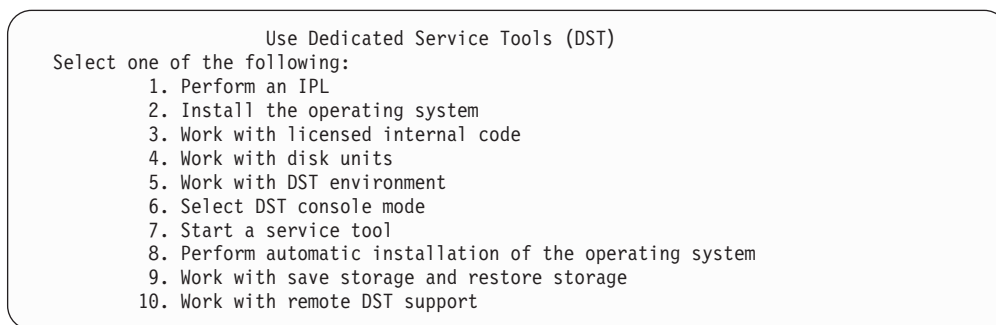 Use Dedicated Service Tools (DST)
Select one of the following:
1. Perform an IPL
2. Install the operating system
3. Work with licensed internal code
4. Work with disk units
5. Work with DST environment
6. Select DST console mode
7. Start a service tool
8. Perform automatic installation of the operating system
9. Work with save storage and restore storage
10. Work with remote DST support